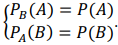 P_B(A) = P(A)
P_A(B) = P(B).